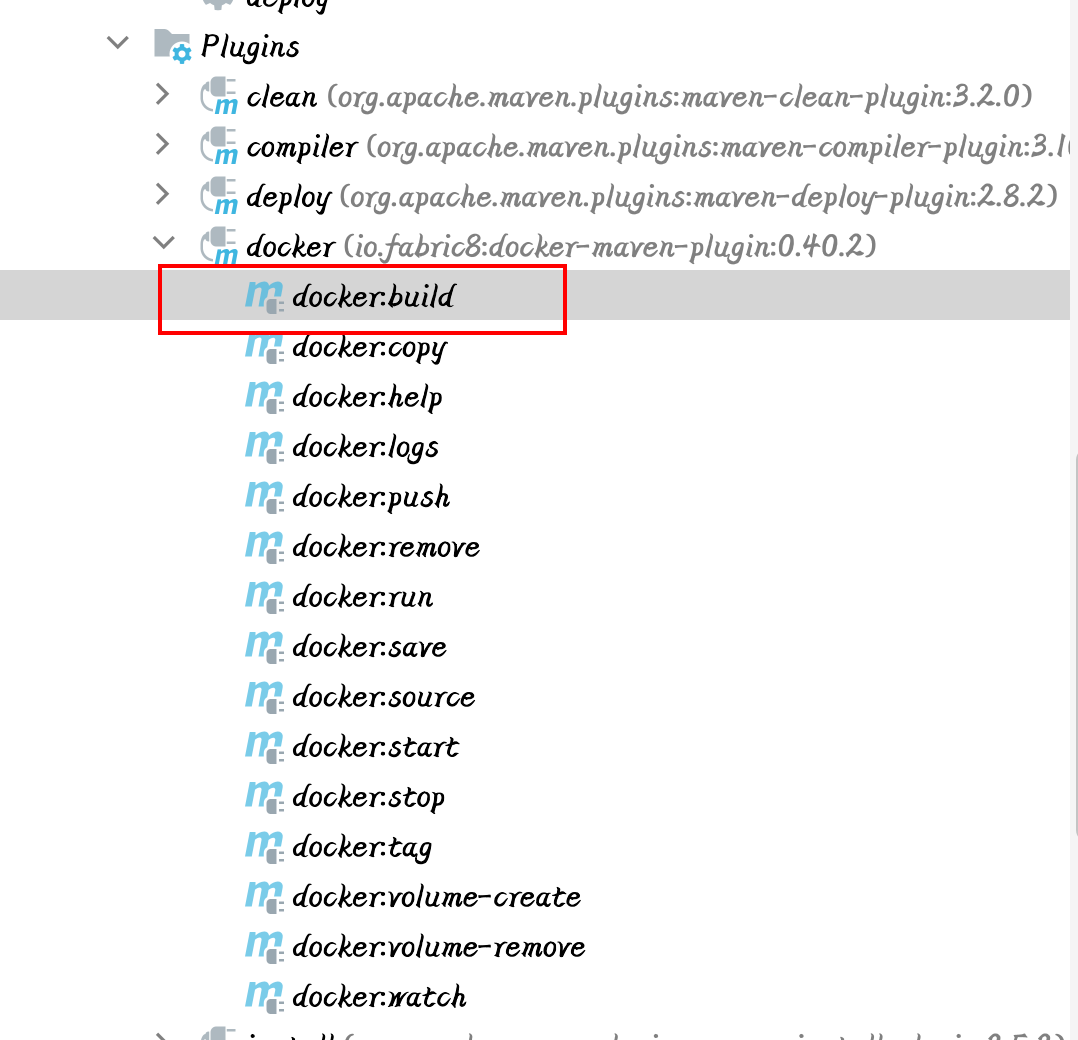 deploy
Plugins
clean (org.apache.maven.plugins:maven-clean-plugin:3.2.0)
compiler (org.apache.maven.plugins:maven-compiler-plugin:3.1
deploy (org.apache.maven.plugins:maven-deploy-plugin:2.8.2)
docker (io.fabric8:docker-maven-plugin:0.40.2)
docker:build
docker:copy
docker:help
docker:logs
docker:push
docker:remove
docker:run
docker:save
docker:source
docker:start
docker:stop
docker:tag
docker:volume-create
docker:volume-remove
docker:watch